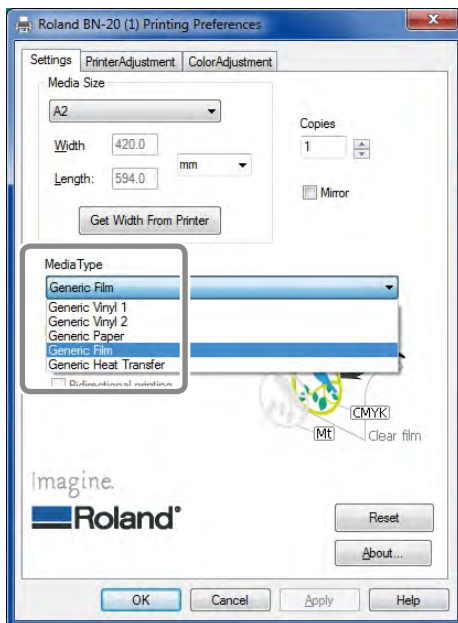 Roland BN-20 (1) Printing Preferences
Settings PrinterAdjustment ColorAdjustment
Media Size
A2
Width 420.0
mm
Length: 594.0
Get Width From Printer
Copies
1
Mirror
MediaType
Generic Film
Generic Vinyl 1
Generic Vinyl 2
Generic Paper
Generic Film
Generic Heat Transfer
Bidirectional printing
CMYK
Mt
Clear film
Imagine.
Roland®
Reset
About...
OK Cancel Apply Help